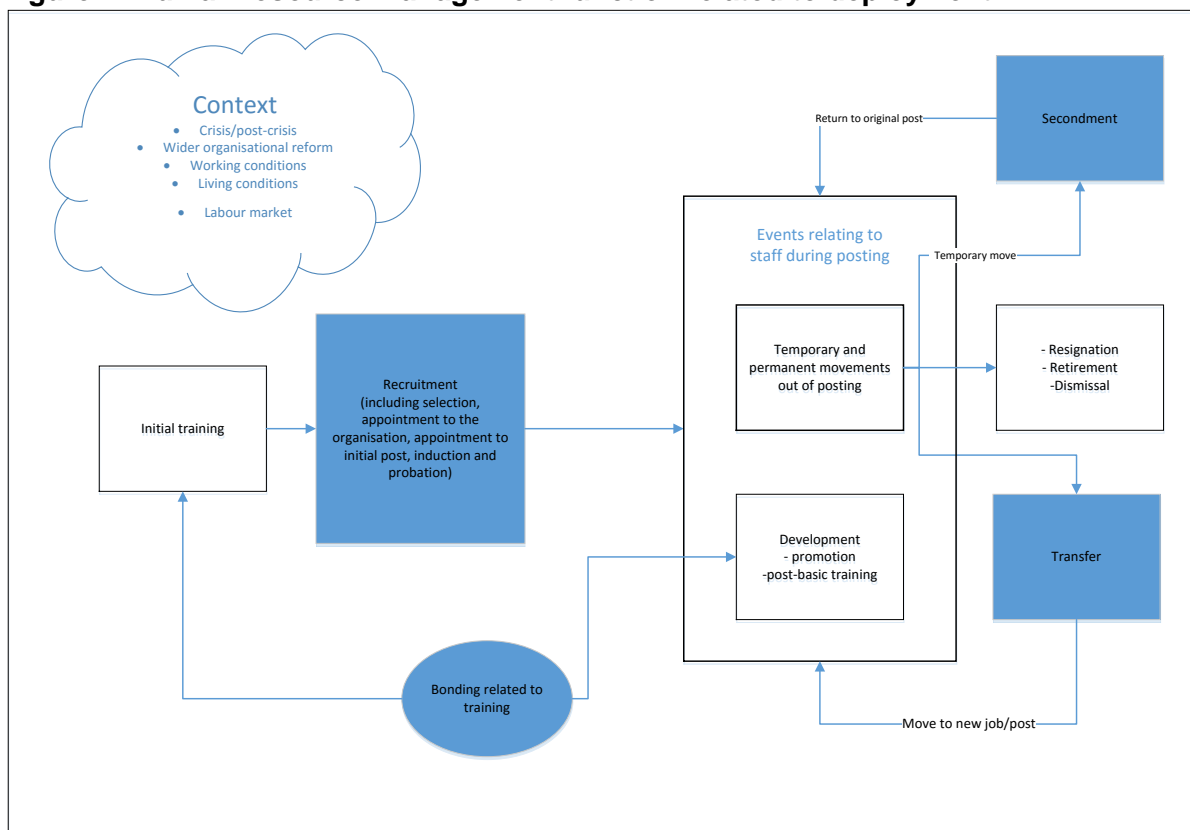 Context
• Crisis/post-crisis
• Wider organisational reform
• Working conditions
• Living conditions
• Labour market
Return to original post
Secondment
Events relating to
staff during posting
Temporary move
Temporary and
permanent movements
out of posting
- Resignation
- Retirement
-Dismissal
Initial training
Recruitment
(including selection,
appointment to the
organisation, appointment to
initial post, induction and
probation)
Development
- promotion
-post-basic training
Transfer
Bonding related to
training
Move to new job/post